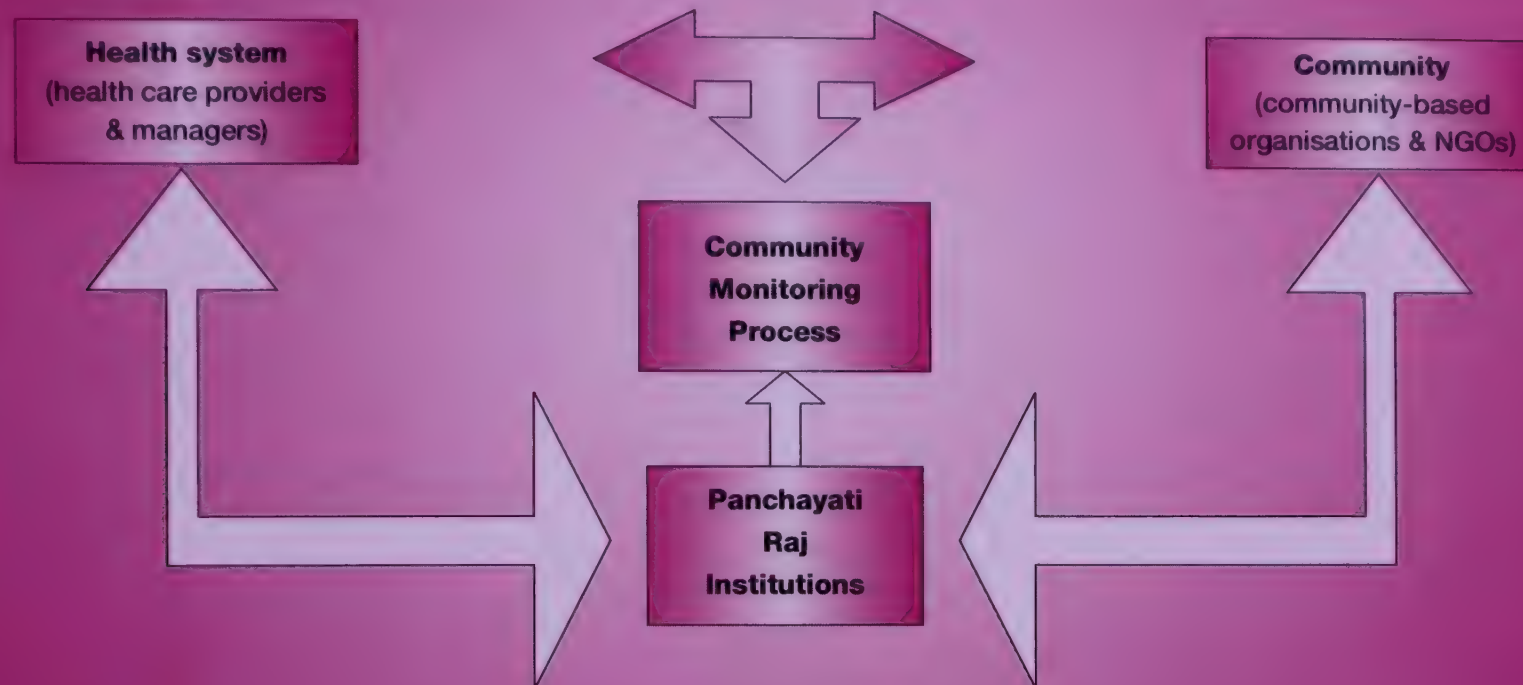 Health system
(health care providers
& managers)
Community
(community-based
organisations & NGOs)
Community
Monitoring
Process
Panchayati
Raj
Institutions